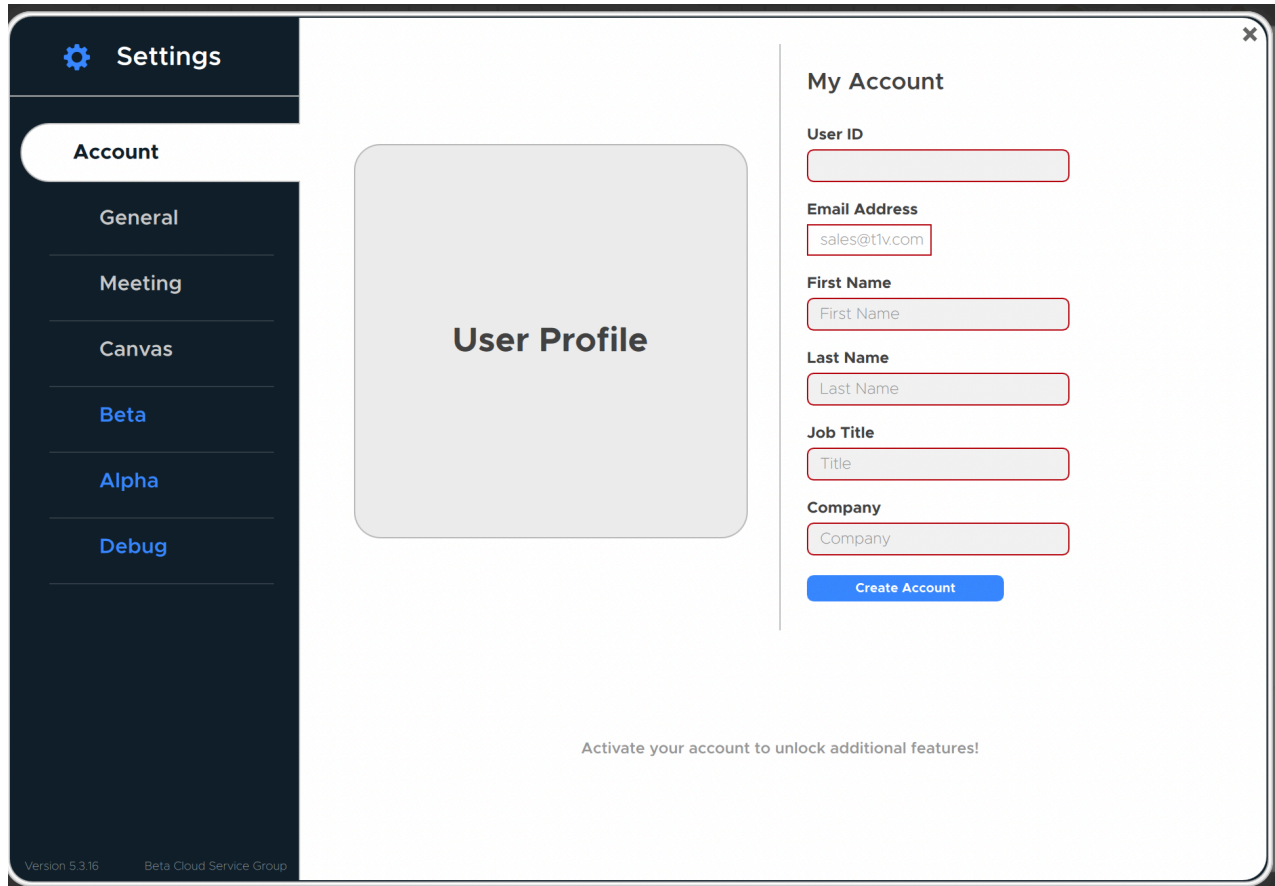 Settings
Account
General
Meeting
Canvas
Beta
Alpha
Debug
Version 5.3.16
Beta Cloud Service Group
User Profile
My Account
User ID
Email Address
sales@t1v.com
First Name
First Name
Last Name
Last Name
Job Title
Title
Company
Company
Create Account
Activate your account to unlock additional features!